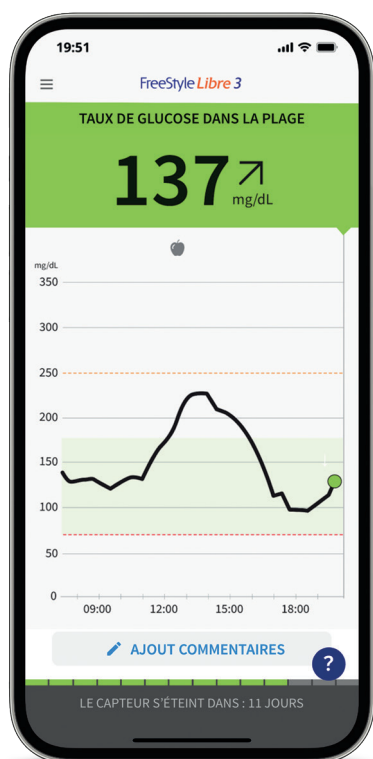 19:51
FreeStyle Libre 3
TAUX DE GLUCOSE DANS LA PLAGE
137
mg/dL
mg/dL
350
300
250
200
150
100
50
0
09:00 12:00 15:00 18:00
AJOUT COMMENTAIRES
?
LE CAPTEUR S'ÉTEINT DANS : 11 JOURS